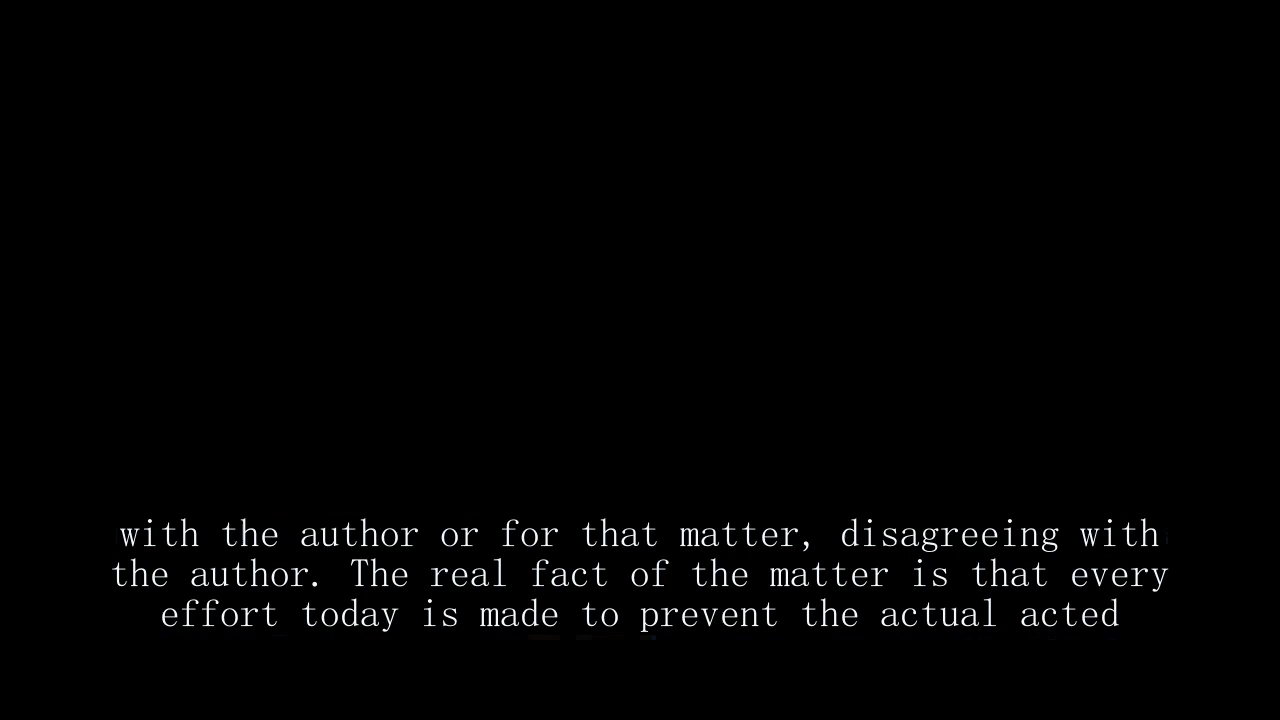 with the author or for that matter, disagreeing with
the author. The real fact of the matter is that every
effort today is made to prevent the actual acted